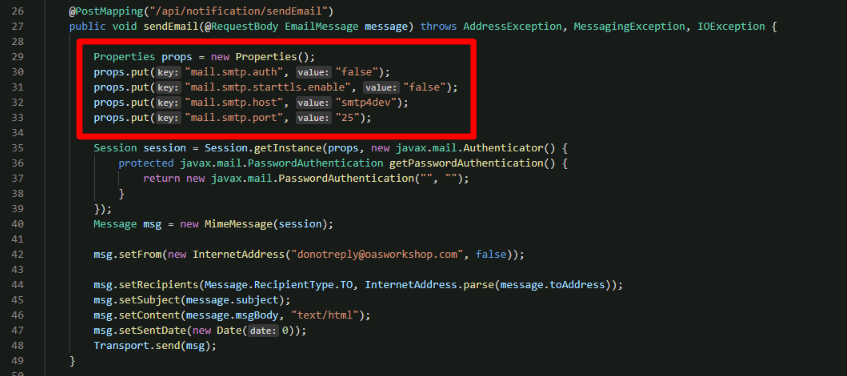 26 @PostMapping("/api/notification/sendEmail")
27 public void sendEmail(@RequestBody EmailMessage message) throws AddressException, MessagingException, IOException {
28
29 Properties props = new Properties();
30 props.put(key: "mail.smtp.auth", value: "false");
31 props.put(key: "mail.smtp.starttls.enable", value: "false");
32 props.put(key: "mail.smtp.host", value: "smtp4dev");
33 props.put(key: "mail.smtp.port", value: "25");
34
35 Session session = Session.getInstance(props, new javax.mail.Authenticator() {
36 protected javax.mail.PasswordAuthentication getPasswordAuthentication() {
37 return new javax.mail.PasswordAuthentication("", "");
38 }
39 });
40 Message msg = new MimeMessage(session);
41
42 msg.setFrom(new InternetAddress("donotreply@oasworkshop.com", false));
43
44 msg.setRecipients(Message.RecipientType.TO, InternetAddress.parse(message.toAddress));
45 msg.setSubject(message.subject);
46 msg.setContent(message.msgBody, "text/html");
47 msg.setSentDate(new Date(date: 0));
48 Transport.send(msg);
49 }
50